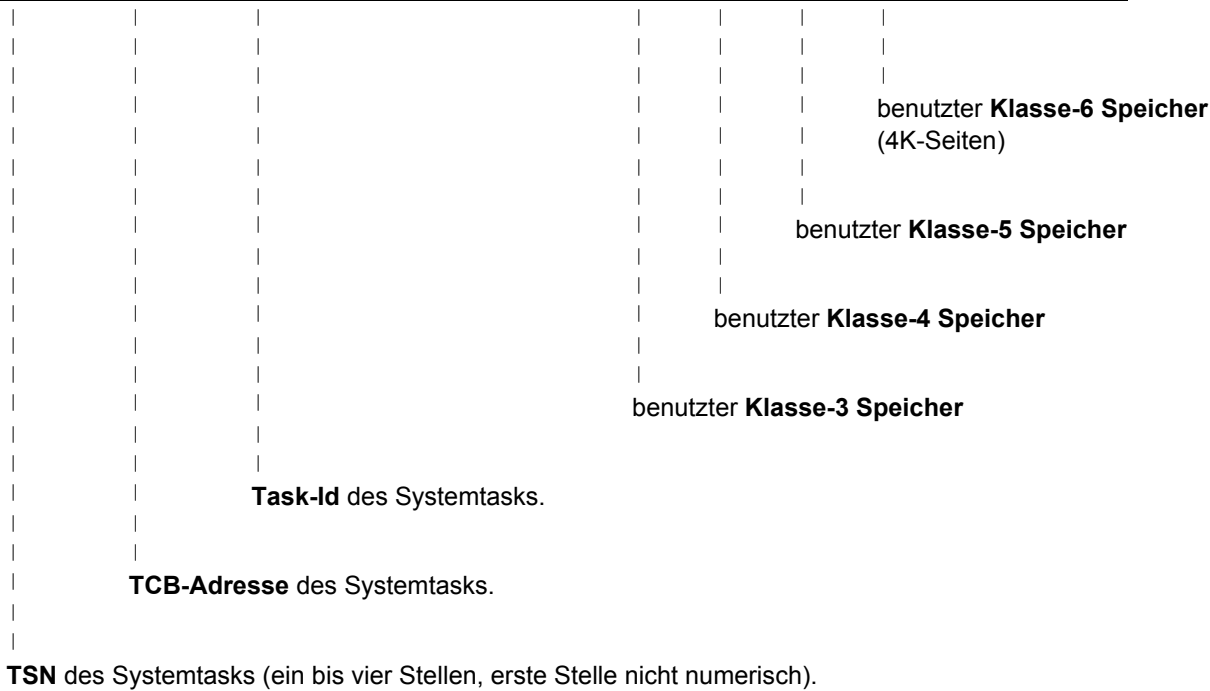 benutzter Klasse-6 Speicher
(4K-Seiten)
benutzter Klasse-5 Speicher
benutzter Klasse-4 Speicher
benutzter Klasse-3 Speicher
Task-Id des Systemtasks.
TCB-Adresse des Systemtasks.
TSN des Systemtasks (ein bis vier Stellen, erste Stelle nicht numerisch).